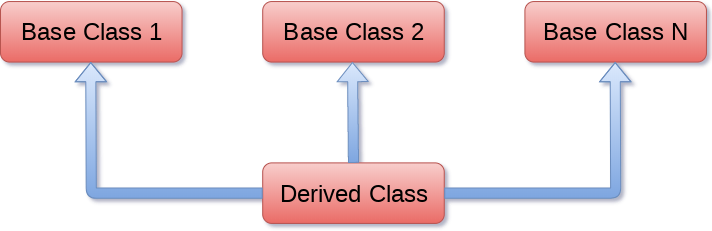 Base Class 1
Base Class 2
Base Class N
Derived Class